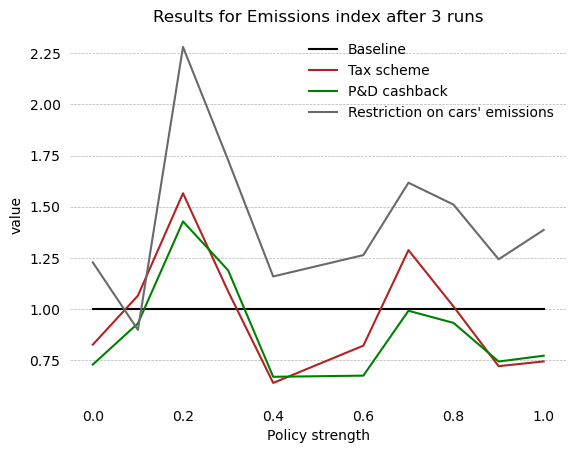 Results for Emissions index after 3 runs
Baseline
Tax scheme
P&D cashback
Restriction on cars' emissions
value
2.25
2.00
1.75
1.50
1.25
1.00
0.75
0.0 0.2 0.4 0.6 0.8 1.0
Policy strength